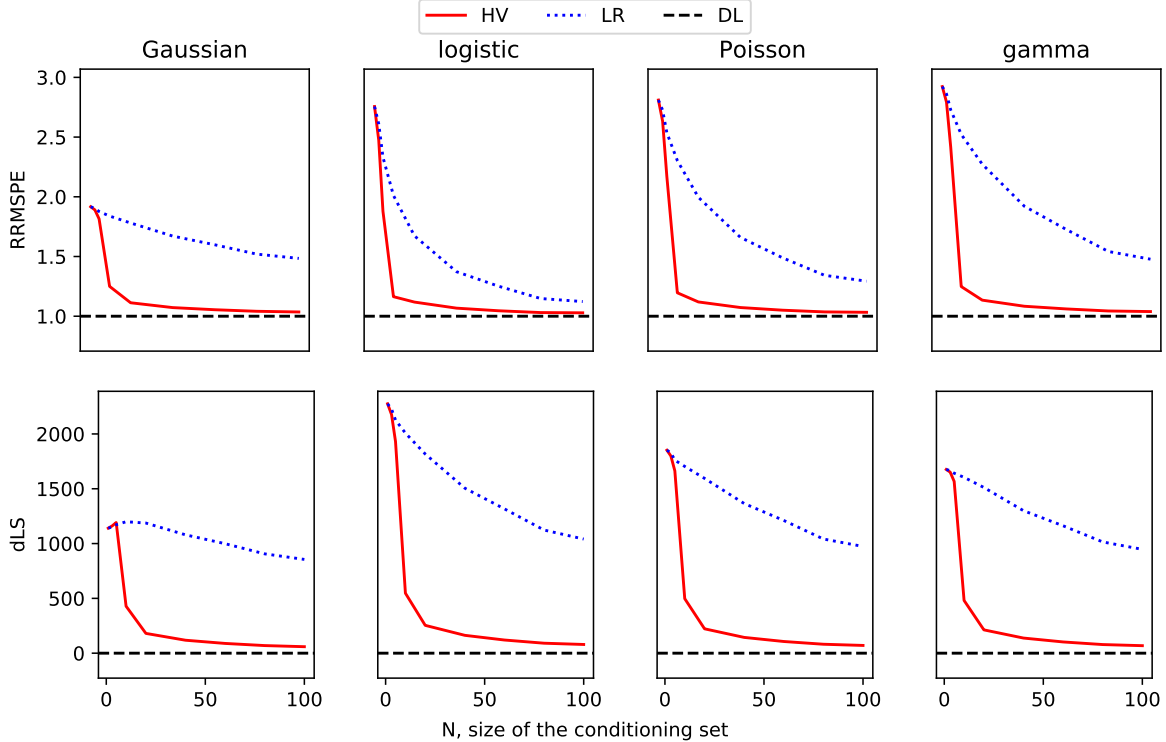 HV LR DL
Gaussian logistic Poisson gamma
RRMSPE
3.0
2.5
2.0
1.5
1.0
dLS
2000
1500
1000
500
0
0 50 100 0 50 100 0 50 100 0 50 100
N, size of the conditioning set